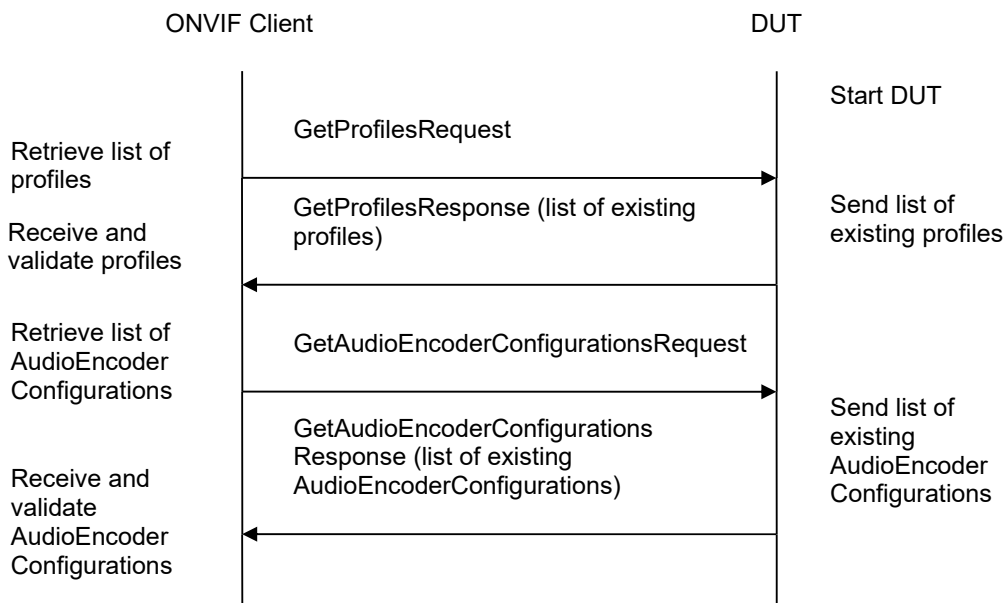 ONVIF Client
DUT
Start DUT
GetProfilesRequest
Retrieve list of
profiles
GetProfilesResponse (list of existing
profiles)
Send list of
existing profiles
Receive and
validate profiles
Retrieve list of
AudioEncoder
Configurations
GetAudioEncoderConfigurationsRequest
GetAudioEncoderConfigurations
Response (list of existing
AudioEncoderConfigurations)
Send list of
existing
AudioEncoder
Configurations
Receive and
validate
AudioEncoder
Configurations